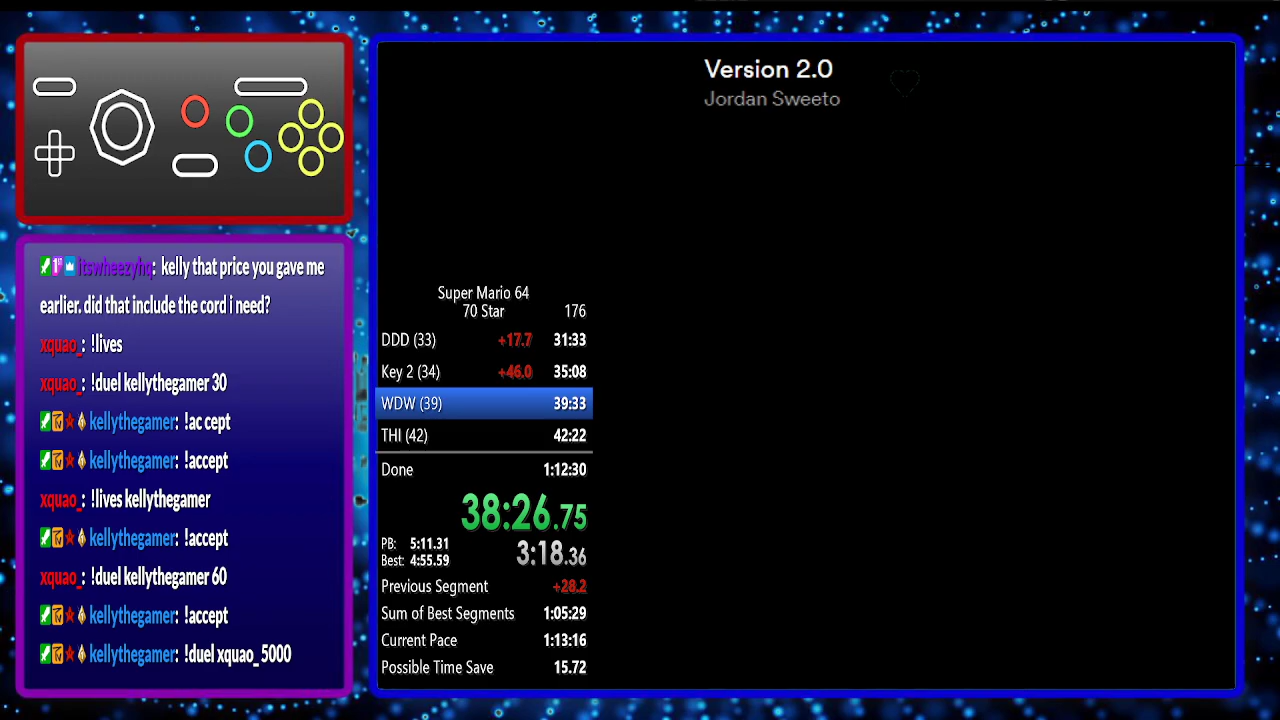 Version 2.0
Jordan Sweeto
itswheezyhq: kelly that price you gave me
earlier. did that include the cord i need?
xquao_: !lives
xquao_: !duel kellythegamer 30
kellythegamer: !ac cept
kellythegamer: !accept
xquao_: !lives kellythegamer
kellythegamer: !accept
xquao_: !duel kellythegamer 60
kellythegamer: !accept
kellythegamer: !duel xquao_ 5000
Super Mario 64
70 Star 176
DDD (33) +17.7 31:33
Key 2 (34) +46.0 35:08
WDW (39) 39:33
THI (42) 42:22
Done 1:12:30
38:26.75
PB: 5:11.31
Best: 4:55.59
3:18.36
Previous Segment +28.2
Sum of Best Segments 1:05:29
Current Pace 1:13:16
Possible Time Save 15.72